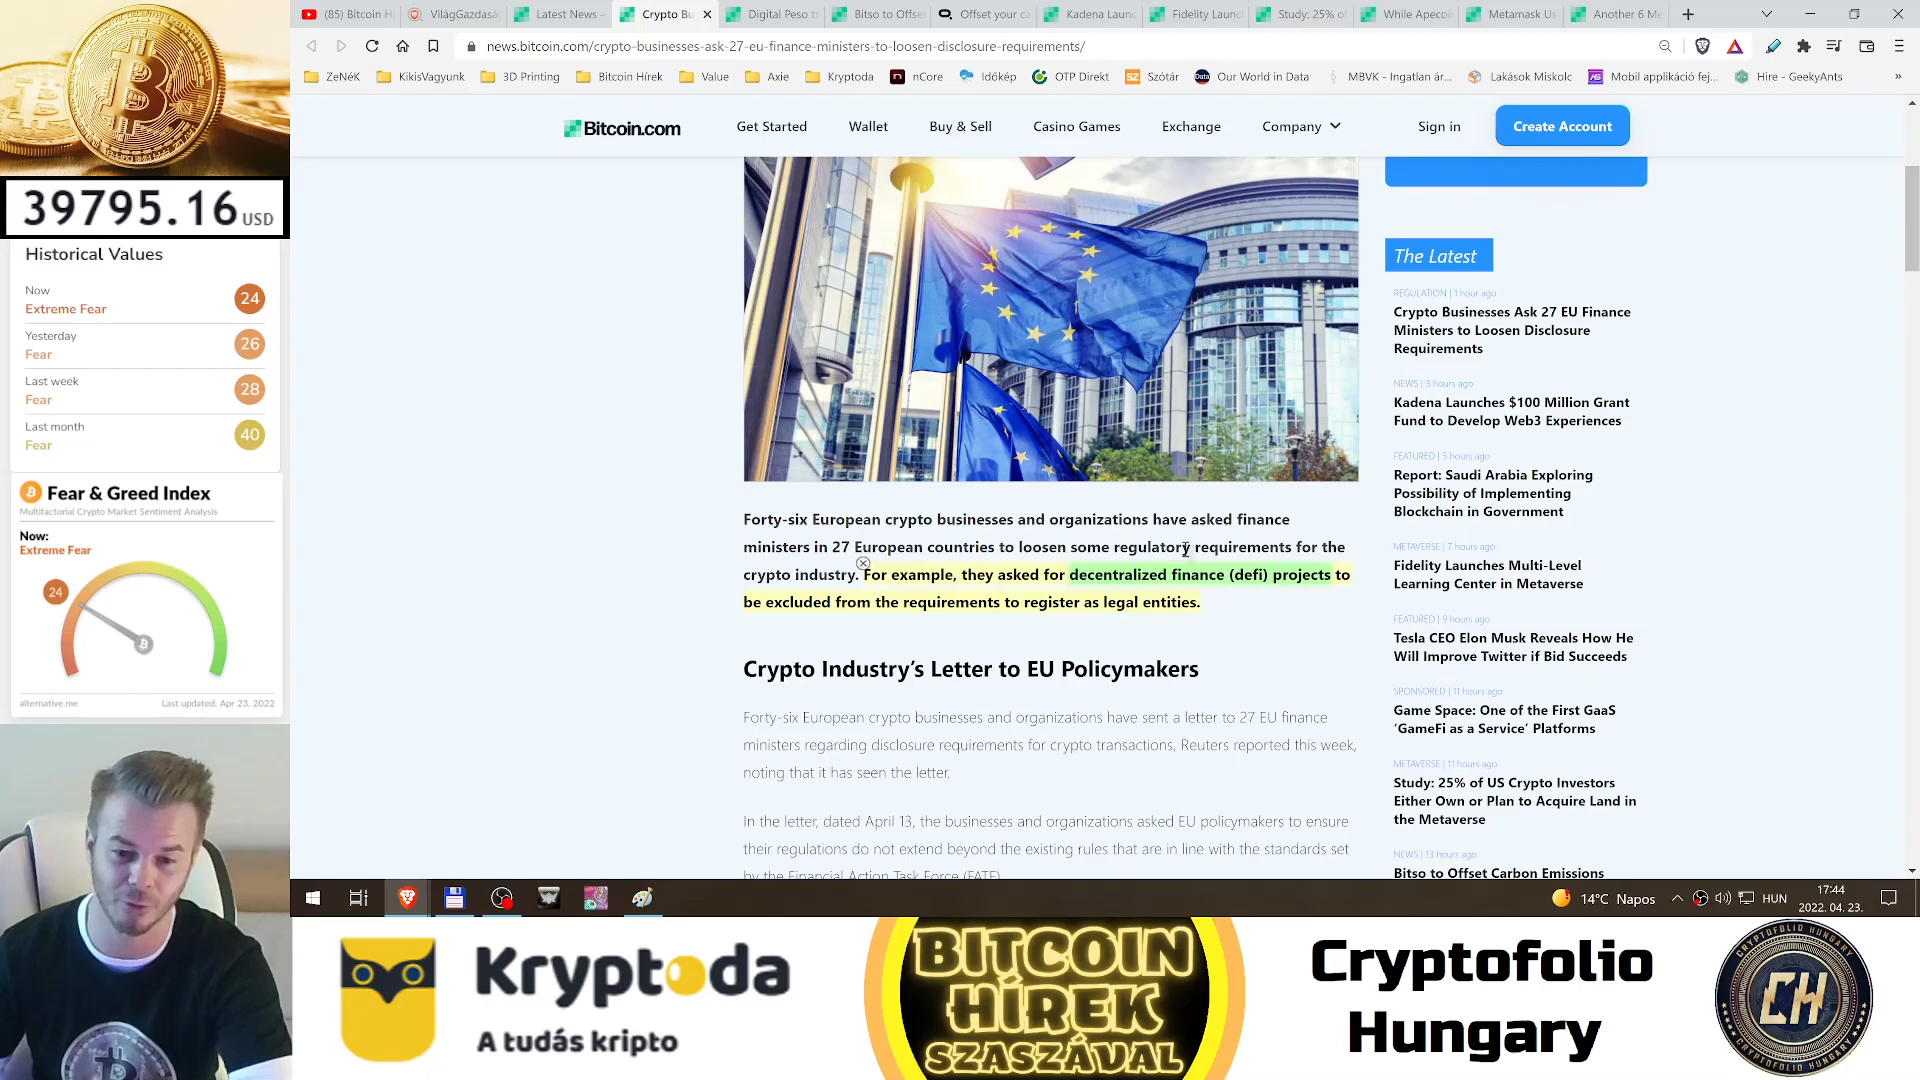 (85) Bitcoin H
VilágGazdaság
Latest News –
Crypto Bu
Digital Peso to
Bitso to Offse
Offset your ca
Kadena Launc
Fidelity Launc
Study: 25% of
While Apecoin
Metamask Us
Another 6 Me
news.bitcoin.com/crypto-businesses-ask-27-eu-finance-ministers-to-loosen-disclosure-requirements/
ZeNéK
KikisVagyunk
3D Printing
Bitcoin Hírek
Value
Axie
Kryptoda
nCore
Időkép
OTP Direkt
Szótár
Our World in Data
MBVK - Ingatlan ár...
Lakások Miskolc
Mobil applikáció fej...
Hire - GeekyAnts
Bitcoin.com
Get Started
Wallet
Buy & Sell
Casino Games
Exchange
Company
Sign in
Create Account
39795.16 USD
Historical Values
Now
Extreme Fear
24
Yesterday
Fear
26
Last week
Fear
28
Last month
Fear
40
Fear & Greed Index
Multifactorial Crypto Market Sentiment Analysis
Now:
Extreme Fear
24
alternative.me
Last updated: Apr 23, 2022
Forty-six European crypto businesses and organizations have asked finance
ministers in 27 European countries to loosen some regulatory requirements for the
crypto industry. For example, they asked for decentralized finance (defi) projects to
be excluded from the requirements to register as legal entities.
Crypto Industry’s Letter to EU Policymakers
Forty-six European crypto businesses and organizations have sent a letter to 27 EU finance
ministers regarding disclosure requirements for crypto transactions, Reuters reported this week,
noting that it has seen the letter.
In the letter, dated April 13, the businesses and organizations asked EU policymakers to ensure
their regulations do not extend beyond the existing rules that are in line with the standards set
by the Financial Action Task Force (FATF).
The Latest
REGULATION | 1 hour ago
Crypto Businesses Ask 27 EU Finance
Ministers to Loosen Disclosure
Requirements
NEWS | 3 hours ago
Kadena Launches $100 Million Grant
Fund to Develop Web3 Experiences
FEATURED | 5 hours ago
Report: Saudi Arabia Exploring
Possibility of Implementing
Blockchain in Government
METAVERSE | 7 hours ago
Fidelity Launches Multi-Level
Learning Center in Metaverse
FEATURED | 9 hours ago
Tesla CEO Elon Musk Reveals How He
Will Improve Twitter if Bid Succeeds
SPONSORED | 11 hours ago
Game Space: One of the First GaaS
‘GameFi as a Service’ Platforms
METAVERSE | 11 hours ago
Study: 25% of US Crypto Investors
Either Own or Plan to Acquire Land in
the Metaverse
NEWS | 13 hours ago
Bitso to Offset Carbon Emissions
14°C Napos
HUN
17:44
2022. 04. 23.
Kryptoda
A tudás kripto
BITCOIN
HÍREK
SZASZÁVAL
Cryptofolio
Hungary
CRYPTOFOLIO HUNGARY
CH
CRYPTOFOLIO HUNGARY